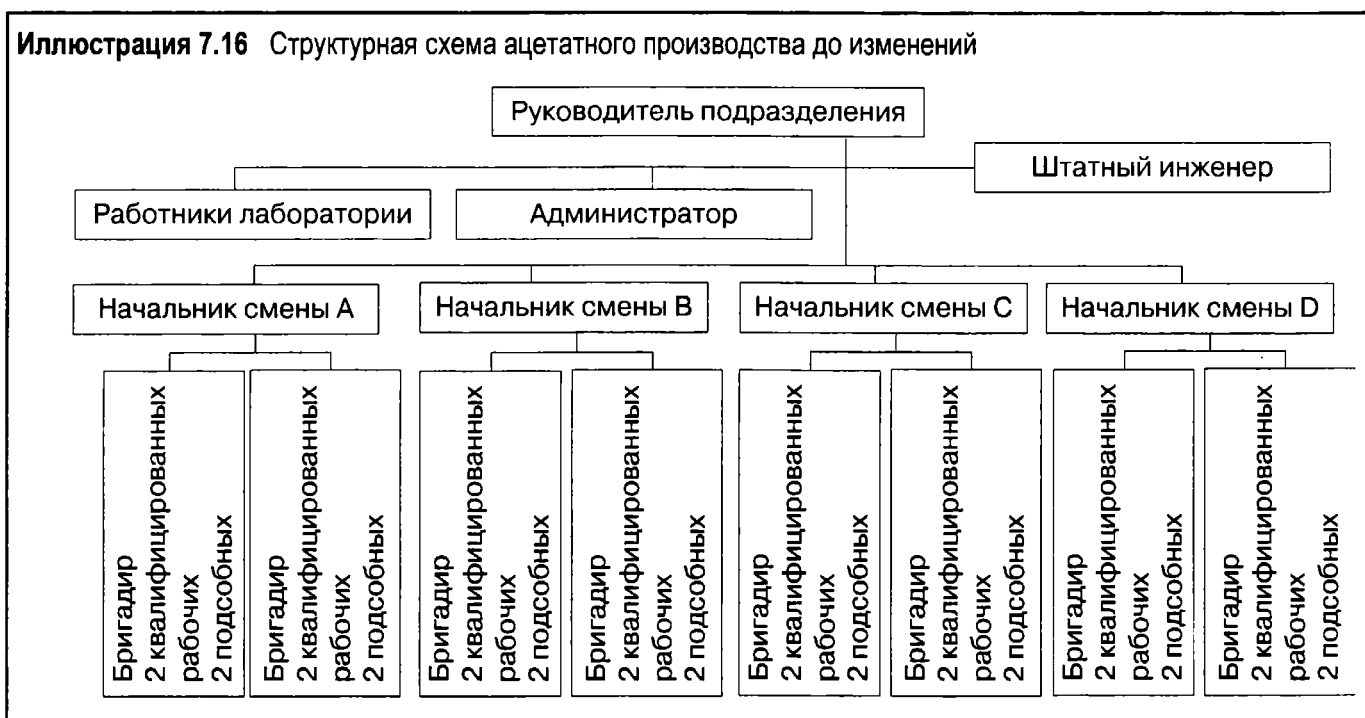 Иллюстрация 7.16 Структурная схема ацетатного производства до изменений
Руководитель подразделения
Штатный инженер
Работники лаборатории
Администратор
Начальник смены A
Начальник смены B
Начальник смены C
Начальник смены D
Бригадир
2 квалифицированных
рабочих
2 подсобных
Бригадир
2 квалифицированных
рабочих
2 подсобных
Бригадир
2 квалифицированных
рабочих
2 подсобных
Бригадир
2 квалифицированных
рабочих
2 подсобных
Бригадир
2 квалифицированных
рабочих
2 подсобных
Бригадир
2 квалифицированных
рабочих
2 подсобных
Бригадир
2 квалифицированных
рабочих
2 подсобных
Бригадир
2 квалифицированных
рабочих
2 подсобных